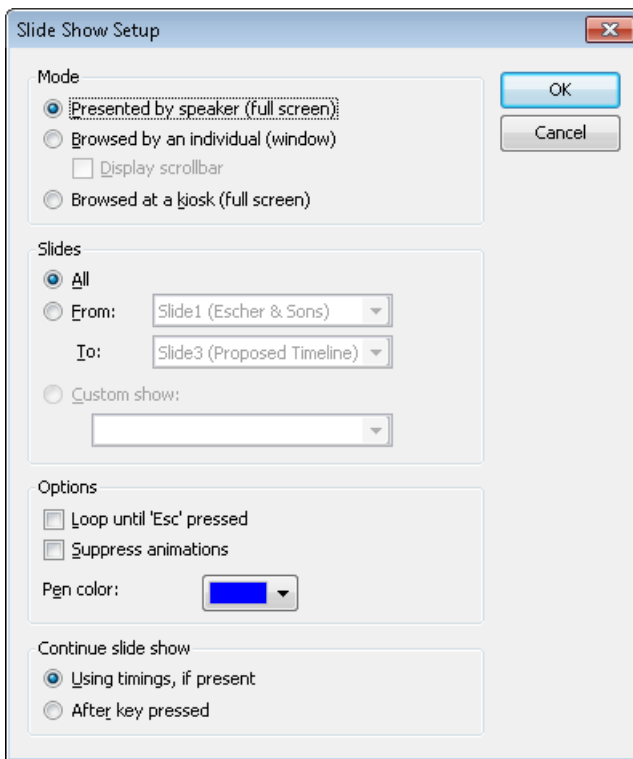 Slide Show Setup
Mode
Presented by speaker (full screen)
Browsed by an individual (window)
Display scrollbar
Browsed at a kiosk (full screen)
OK
Cancel
Slides
All
From: Slide1 (Escher & Sons)
To: Slide3 (Proposed Timeline)
Custom show:
Options
Loop until 'Esc' pressed
Suppress animations
Pen color:
Continue slide show
Using timings, if present
After key pressed